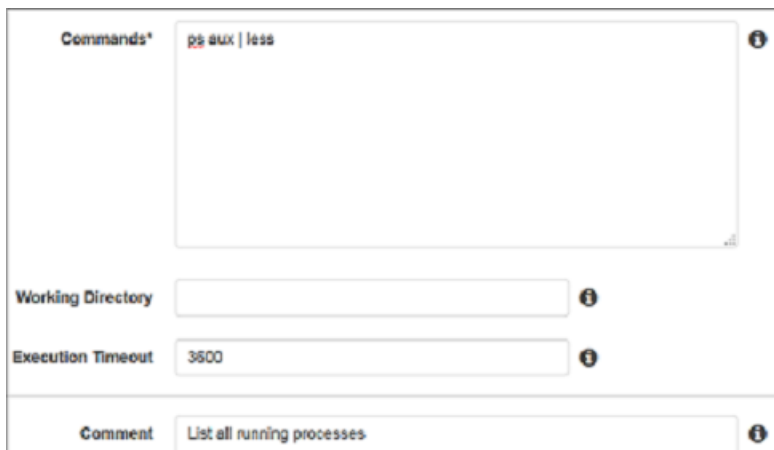 Commands*
ps aux | less
Working Directory
Execution Timeout
3600
Comment
List all running processes